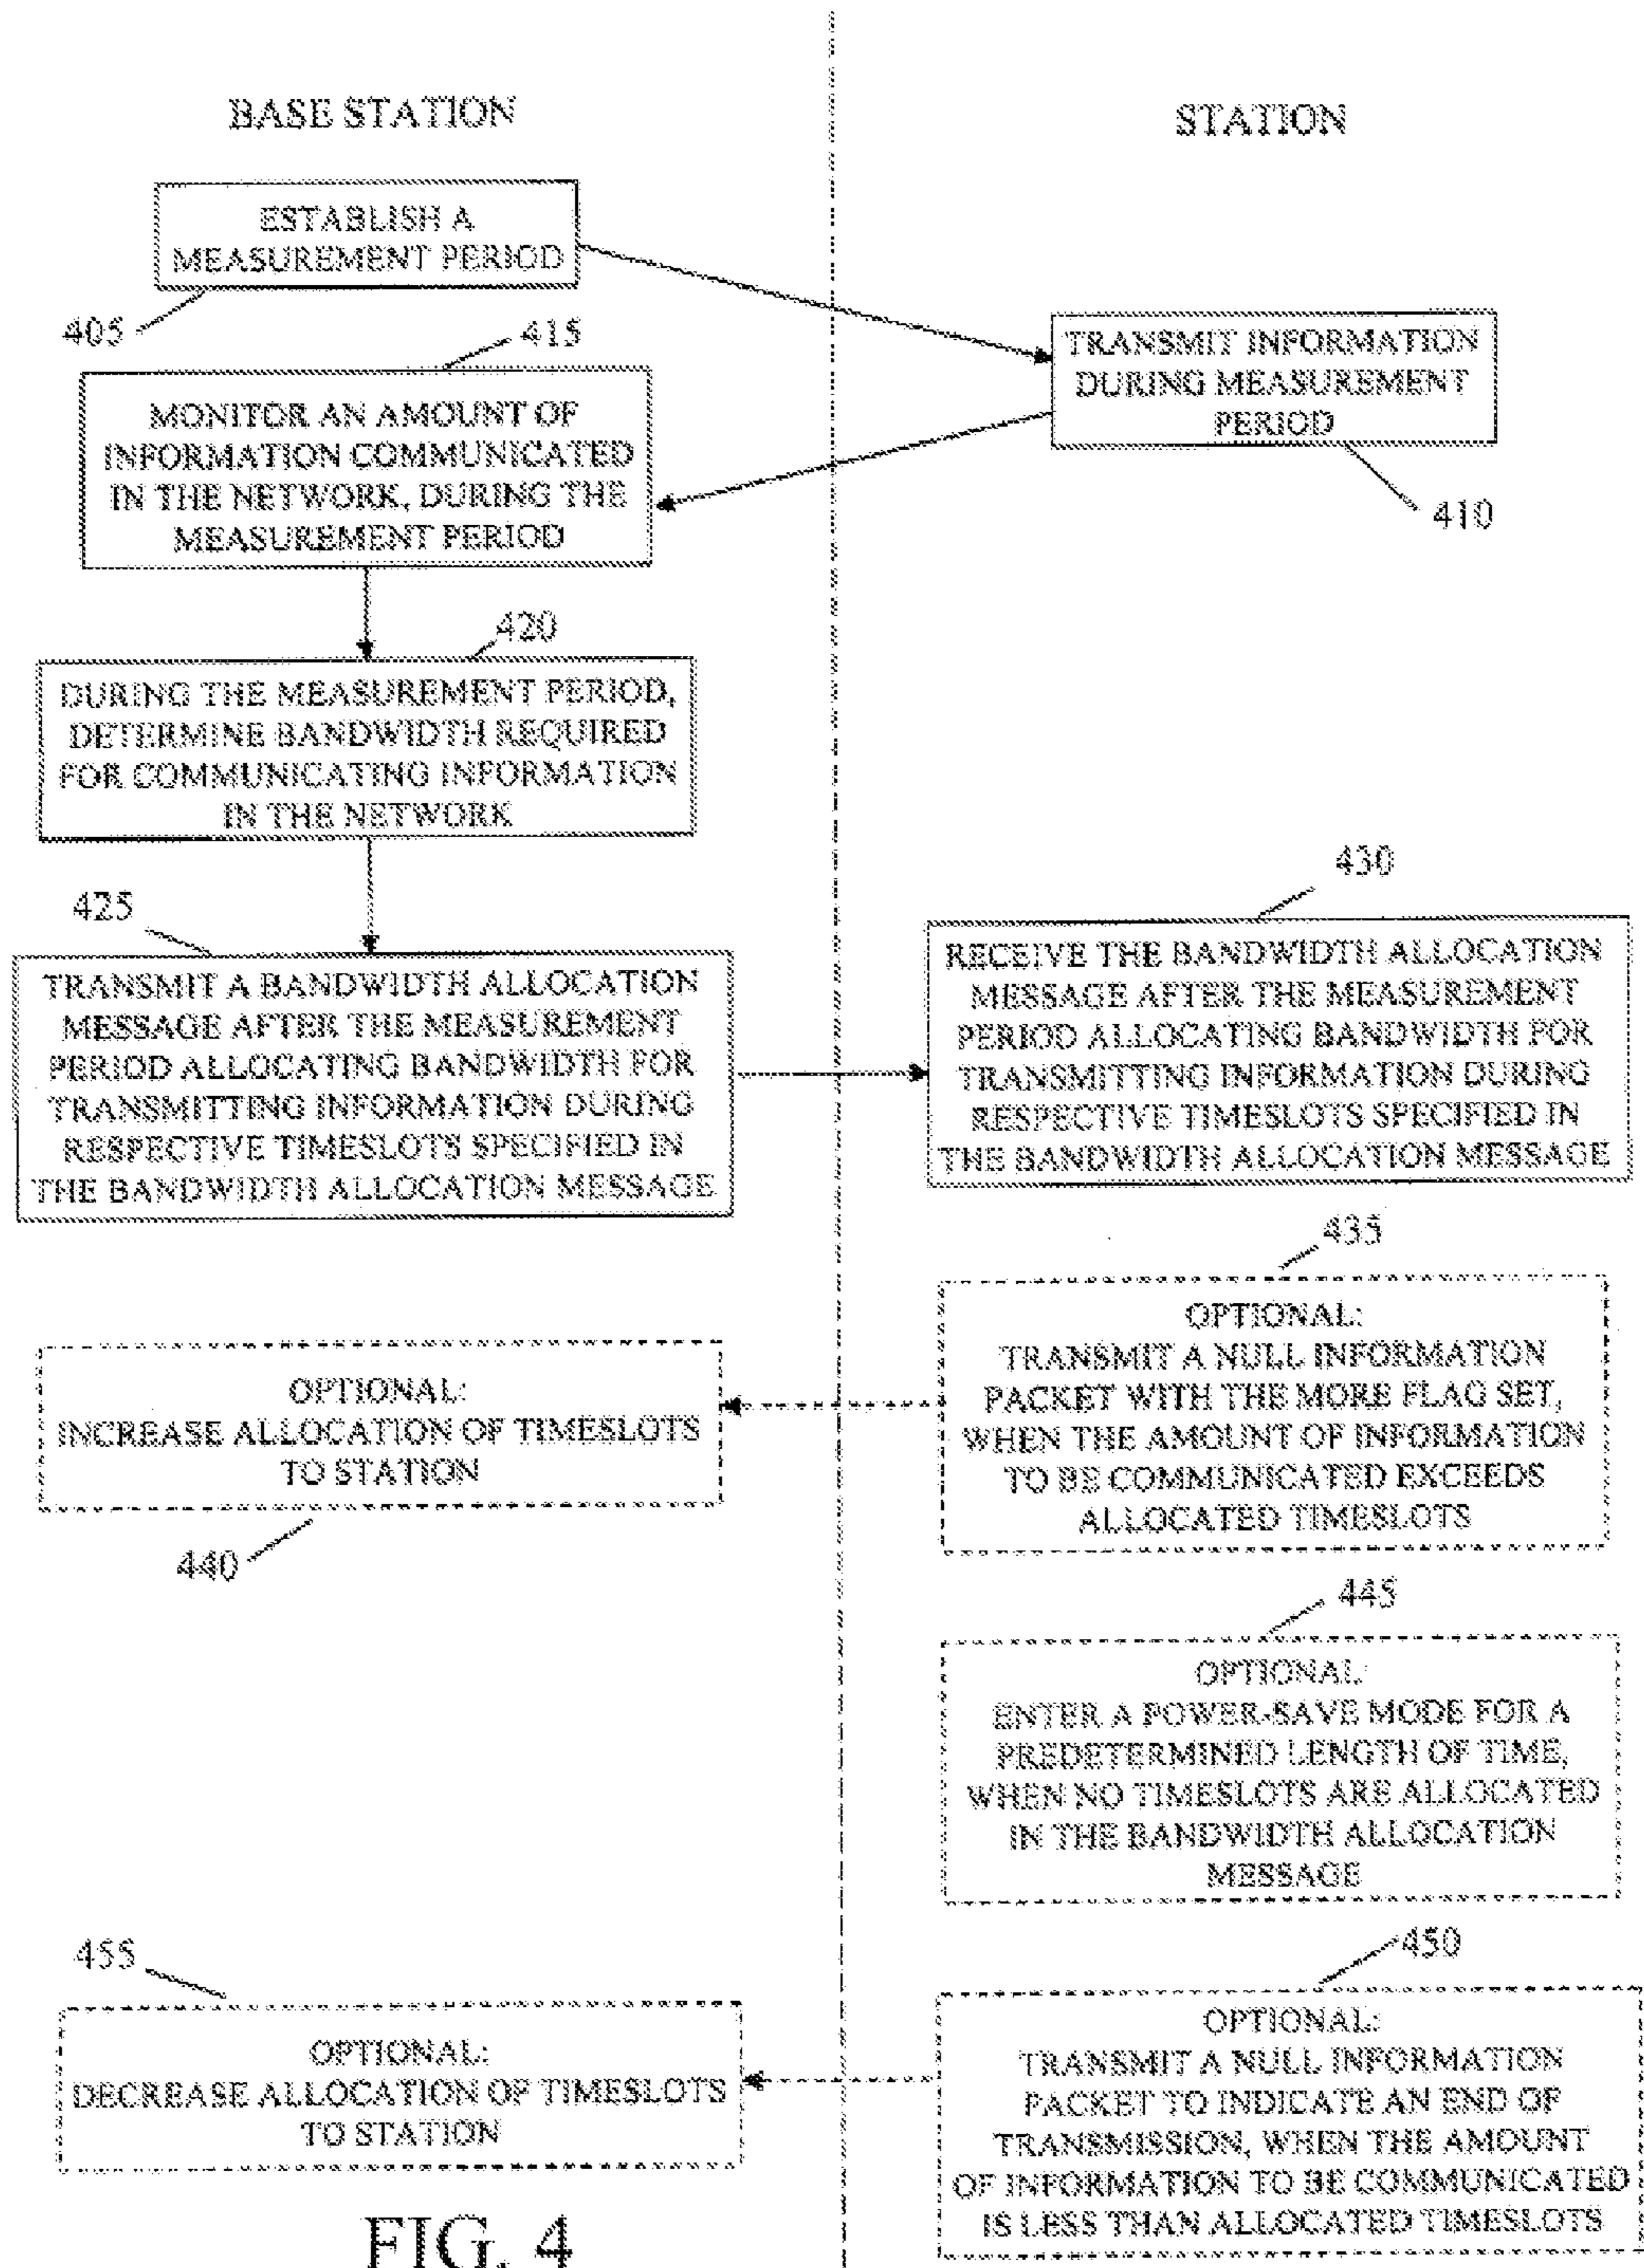 BASE STATION
STATION
ESTABLISH A
MEASUREMENT PERIOD
405
415
TRANSMIT INFORMATION
DURING MEASUREMENT
PERIOD
410
MONITOR AN AMOUNT OF
INFORMATION COMMUNICATED
IN THE NETWORK, DURING THE
MEASUREMENT PERIOD
420
DURING THE MEASUREMENT PERIOD,
DETERMINE BANDWIDTH REQUIRED
FOR COMMUNICATING INFORMATION
IN THE NETWORK
425
TRANSMIT A BANDWIDTH ALLOCATION
MESSAGE AFTER THE MEASUREMENT
PERIOD ALLOCATING BANDWIDTH FOR
TRANSMITTING INFORMATION DURING
RESPECTIVE TIMESLOTS SPECIFIED IN
THE BANDWIDTH ALLOCATION MESSAGE
430
RECEIVE THE BANDWIDTH ALLOCATION
MESSAGE AFTER THE MEASUREMENT
PERIOD ALLOCATING BANDWIDTH FOR
TRANSMITTING INFORMATION DURING
RESPECTIVE TIMESLOTS SPECIFIED IN
THE BANDWIDTH ALLOCATION MESSAGE
435
OPTIONAL:
TRANSMIT A NULL INFORMATION
PACKET WITH THE MORE FLAG SET,
WHEN THE AMOUNT OF INFORMATION
TO BE COMMUNICATED EXCEEDS
ALLOCATED TIMESLOTS
OPTIONAL:
INCREASE ALLOCATION OF TIMESLOTS
TO STATION
440
445
OPTIONAL:
ENTER A POWER-SAVE MODE FOR A
PREDETERMINED LENGTH OF TIME,
WHEN NO TIMESLOTS ARE ALLOCATED
IN THE BANDWIDTH ALLOCATION
MESSAGE
450
OPTIONAL:
TRANSMIT A NULL INFORMATION
PACKET TO INDICATE AN END OF
TRANSMISSION, WHEN THE AMOUNT
OF INFORMATION TO BE COMMUNICATED
IS LESS THAN ALLOCATED TIMESLOTS
455
OPTIONAL:
DECREASE ALLOCATION OF TIMESLOTS
TO STATION
FIG. 4